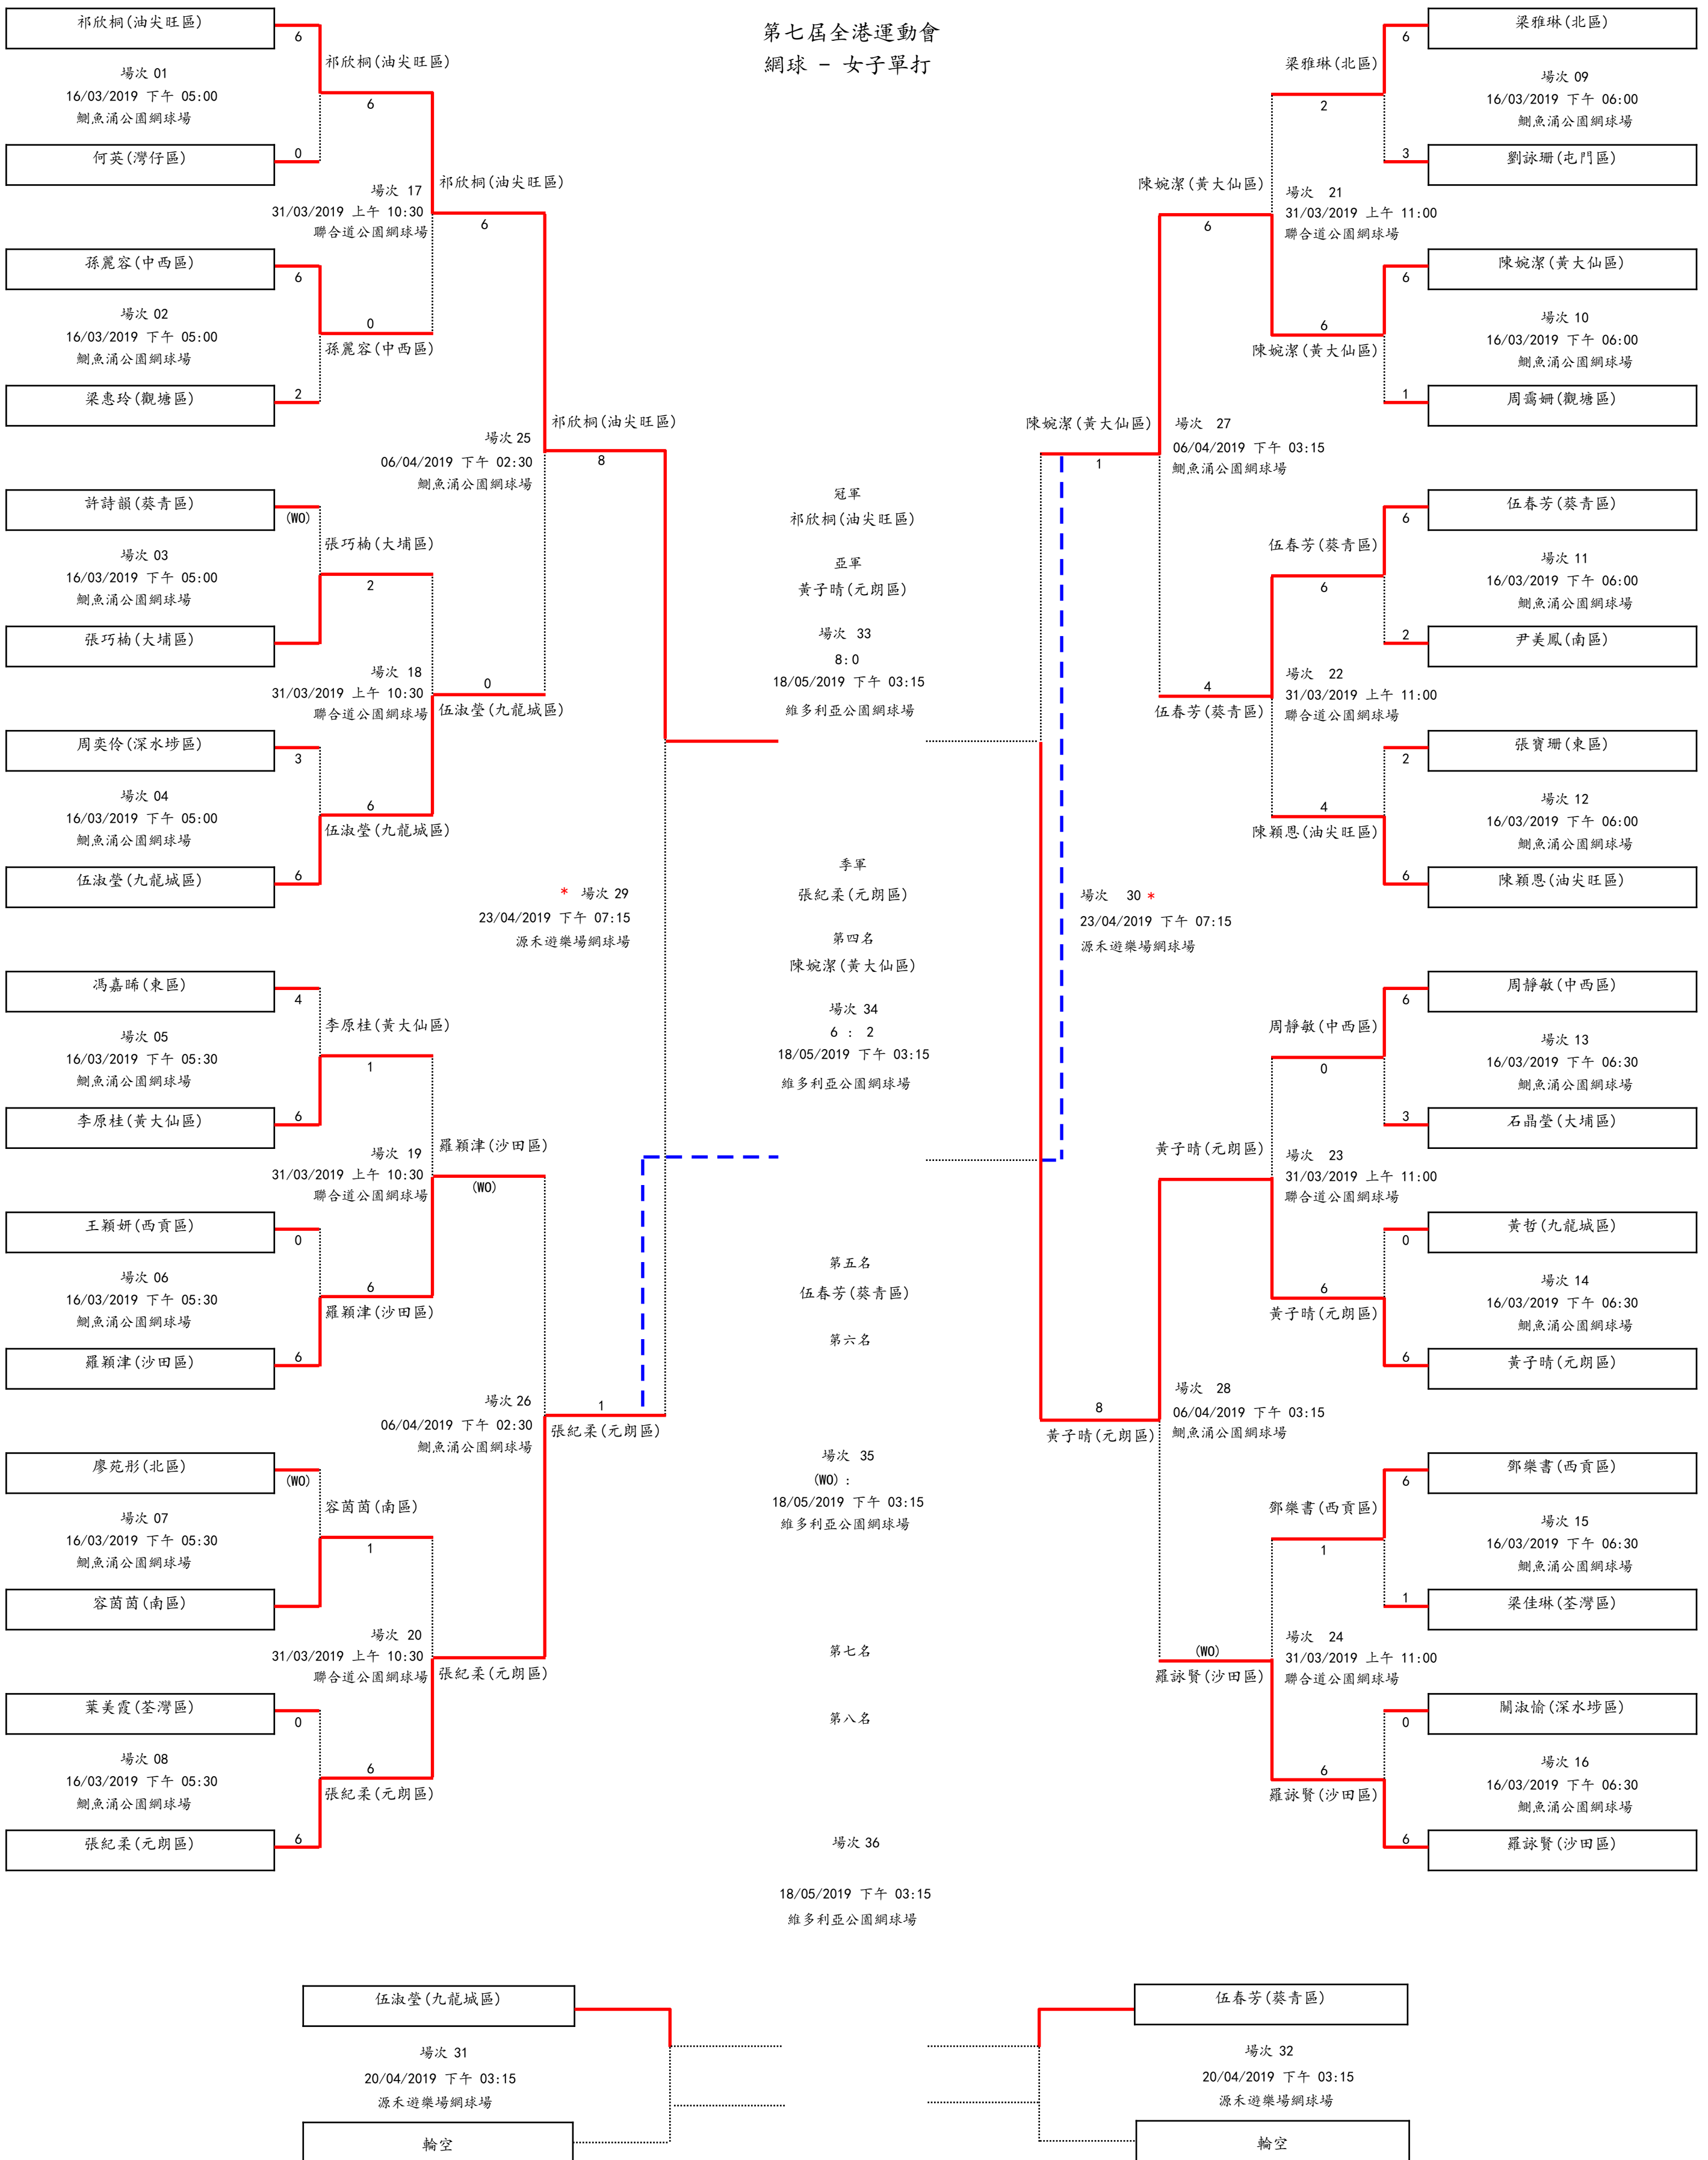 第七屆全港運動會
網球 - 女子單打
祁欣桐(油尖旺區)
6
場次 01
16/03/2019 下午 05:00
鰂魚涌公園網球場
何英(灣仔區)
0
祁欣桐(油尖旺區)
6
場次 17
31/03/2019 上午 10:30
聯合道公園網球場
孫麗容(中西區)
6
場次 02
16/03/2019 下午 05:00
鰂魚涌公園網球場
梁惠玲(觀塘區)
2
0
孫麗容(中西區)
祁欣桐(油尖旺區)
6
場次 25
06/04/2019 下午 02:30
鰂魚涌公園網球場
許詩韻(葵青區)
(WO)
場次 03
16/03/2019 下午 05:00
鰂魚涌公園網球場
張巧楠(大埔區)
張巧楠(大埔區)
2
場次 18
31/03/2019 上午 10:30
聯合道公園網球場
周奕伶(深水埗區)
3
場次 04
16/03/2019 下午 05:00
鰂魚涌公園網球場
伍淑瑩(九龍城區)
6
6
伍淑瑩(九龍城區)
0
伍淑瑩(九龍城區)
祁欣桐(油尖旺區)
8
* 場次 29
23/04/2019 下午 07:15
源禾遊樂場網球場
馮嘉晞(東區)
4
場次 05
16/03/2019 下午 05:30
鰂魚涌公園網球場
李原桂(黃大仙區)
6
李原桂(黃大仙區)
1
場次 19
31/03/2019 上午 10:30
聯合道公園網球場
王穎妍(西貢區)
0
場次 06
16/03/2019 下午 05:30
鰂魚涌公園網球場
羅穎津(沙田區)
6
6
羅穎津(沙田區)
羅穎津(沙田區)
(WO)
場次 26
06/04/2019 下午 02:30
鰂魚涌公園網球場
廖苑彤(北區)
(WO)
場次 07
16/03/2019 下午 05:30
鰂魚涌公園網球場
容茵茵(南區)
容茵茵(南區)
1
場次 20
31/03/2019 上午 10:30
聯合道公園網球場
葉美霞(荃灣區)
0
場次 08
16/03/2019 下午 05:30
鰂魚涌公園網球場
張紀柔(元朗區)
6
6
張紀柔(元朗區)
張紀柔(元朗區)
1
張紀柔(元朗區)
冠軍
祁欣桐(油尖旺區)
亞軍
黃子晴(元朗區)
場次 33
8:0
18/05/2019 下午 03:15
維多利亞公園網球場
季軍
張紀柔(元朗區)
第四名
陳婉潔(黃大仙區)
場次 34
6 : 2
18/05/2019 下午 03:15
維多利亞公園網球場
第五名
伍春芳(葵青區)
第六名
場次 35
(WO) :
18/05/2019 下午 03:15
維多利亞公園網球場
第七名
第八名
場次 36
18/05/2019 下午 03:15
維多利亞公園網球場
梁雅琳(北區)
6
場次 09
16/03/2019 下午 06:00
鰂魚涌公園網球場
劉詠珊(屯門區)
3
梁雅琳(北區)
2
場次 21
31/03/2019 上午 11:00
聯合道公園網球場
陳婉潔(黃大仙區)
6
場次 10
16/03/2019 下午 06:00
鰂魚涌公園網球場
周靄姍(觀塘區)
1
6
陳婉潔(黃大仙區)
陳婉潔(黃大仙區)
6
場次 27
06/04/2019 下午 03:15
鰂魚涌公園網球場
伍春芳(葵青區)
6
場次 11
16/03/2019 下午 06:00
鰂魚涌公園網球場
尹美鳳(南區)
2
伍春芳(葵青區)
6
場次 22
31/03/2019 上午 11:00
聯合道公園網球場
張寶珊(東區)
2
場次 12
16/03/2019 下午 06:00
鰂魚涌公園網球場
陳穎恩(油尖旺區)
6
4
陳穎恩(油尖旺區)
4
伍春芳(葵青區)
陳婉潔(黃大仙區)
1
場次 30 *
23/04/2019 下午 07:15
源禾遊樂場網球場
周靜敏(中西區)
6
場次 13
16/03/2019 下午 06:30
鰂魚涌公園網球場
石晶瑩(大埔區)
3
周靜敏(中西區)
0
場次 23
31/03/2019 上午 11:00
聯合道公園網球場
黃哲(九龍城區)
0
場次 14
16/03/2019 下午 06:30
鰂魚涌公園網球場
黃子晴(元朗區)
6
6
黃子晴(元朗區)
黃子晴(元朗區)
場次 28
06/04/2019 下午 03:15
鰂魚涌公園網球場
8
黃子晴(元朗區)
鄧樂書(西貢區)
6
場次 15
16/03/2019 下午 06:30
鰂魚涌公園網球場
梁佳琳(荃灣區)
1
鄧樂書(西貢區)
1
場次 24
31/03/2019 上午 11:00
聯合道公園網球場
關淑愉(深水埗區)
0
場次 16
16/03/2019 下午 06:30
鰂魚涌公園網球場
羅詠賢(沙田區)
6
6
羅詠賢(沙田區)
(WO)
羅詠賢(沙田區)
伍淑瑩(九龍城區)
場次 31
20/04/2019 下午 03:15
源禾遊樂場網球場
輪空
伍春芳(葵青區)
場次 32
20/04/2019 下午 03:15
源禾遊樂場網球場
輪空